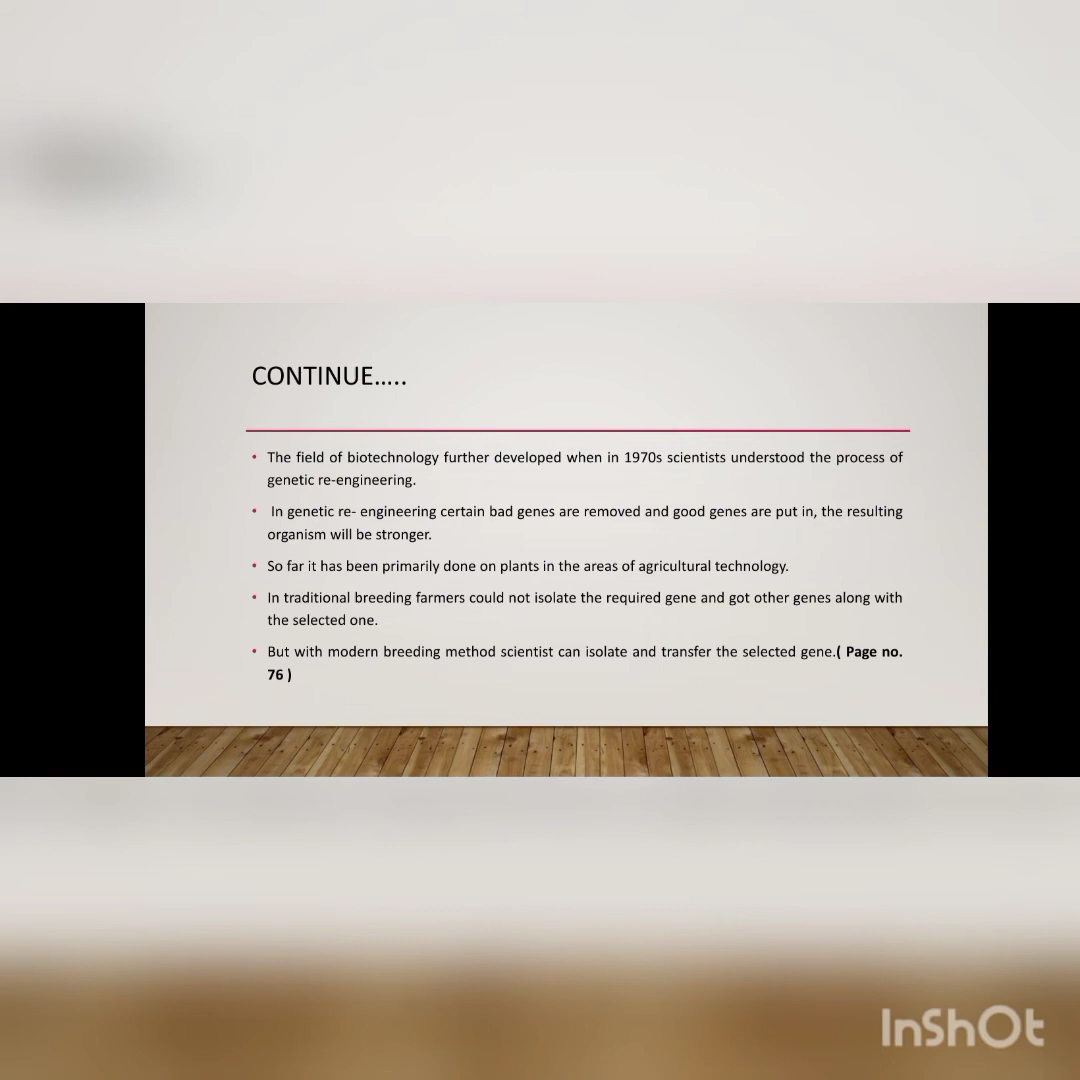 CONTINUE.....
• The field of biotechnology further developed when in 1970s scientists understood the process of
genetic re-engineering.
• In genetic re- engineering certain bad genes are removed and good genes are put in, the resulting
organism will be stronger.
• So far it has been primarily done on plants in the areas of agricultural technology.
• In traditional breeding farmers could not isolate the required gene and got other genes along with
the selected one.
• But with modern breeding method scientist can isolate and transfer the selected gene.( Page no.
76 )
InShOt